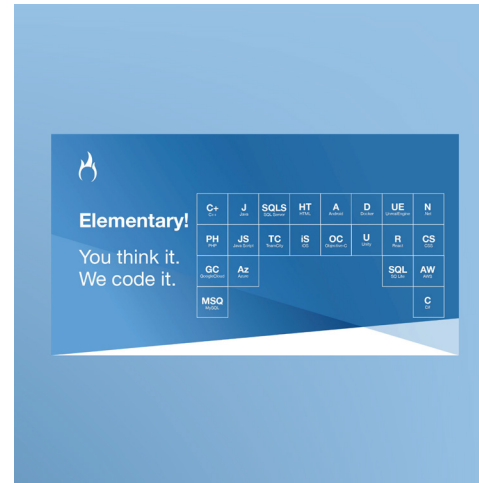 Elementary!
You think it.
We code it.
C+ J SQLS HT A D UE N
C++ Java SQL Server HTML Android Docker UnrealEngine Net
PH JS TC iS OC U R CS
PHP Java Script TeamCity iOS Objective-C Unity React CSS
GC Az SQL AW
GoogleCloud Azure SQ Lite AWS
MSQ C
MySQL C#